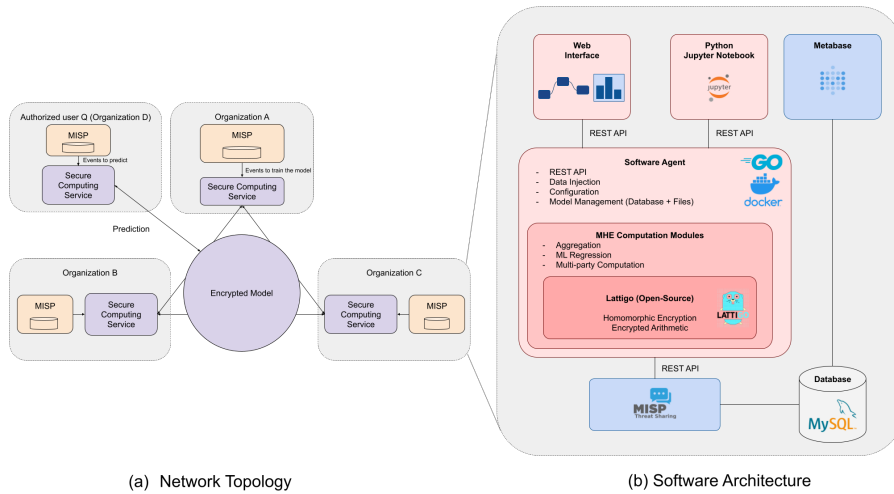 Authorized user Q (Organization D)
MISP
Events to predict
Secure
Computing
Service
Organization A
MISP
Events to train the model
Secure Computing
Service
Prediction
Organization B
MISP
Secure
Computing
Service
Encrypted Model
Organization C
Secure
Computing
Service
MISP
(a) Network Topology
Web
Interface
Python
Jupyter Notebook
jupyter
Metabase
REST API
REST API
Software Agent
GO
docker
- REST API
- Data Injection
- Configuration
- Model Management (Database + Files)
MHE Computation Modules
- Aggregation
- ML Regression
- Multi-party Computation
Lattigo (Open-Source)
Homomorphic Encryption
Encrypted Arithmetic
LATTIGO
REST API
MISP
Threat Sharing
Database
MySQL
(b) Software Architecture